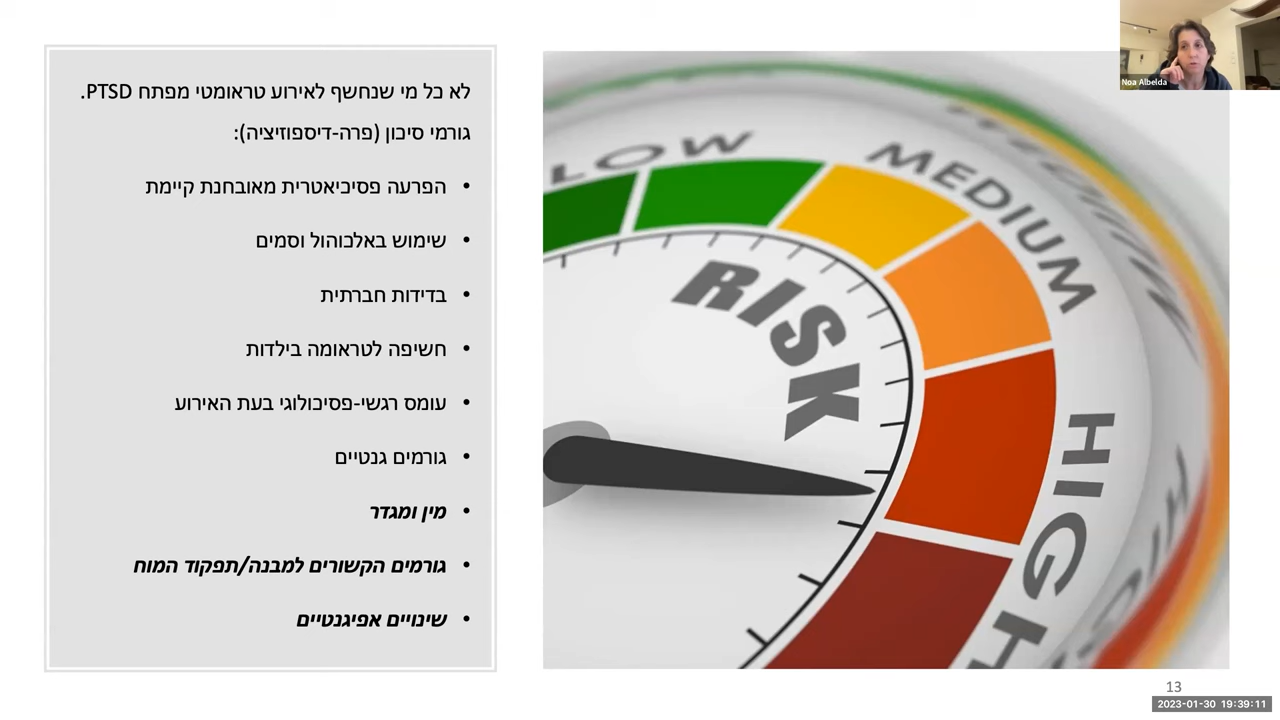 לא כל מי שנחשף לאירוע טראומטי מפתח PTSD.
גורמי סיכון (פרה-דיספוזיציה):
• הפרעה פסיכיאטרית מאובחנת קיימת
• שימוש באלכוהול וסמים
• בדידות חברתית
• חשיפה לטראומה בילדות
• עומס רגשי-פסיכולוגי בעת האירוע
• גורמים גנטיים
• מין ומגדר
• גורמים הקשורים למבנה/תפקוד המוח
• שינויים אפיגנטיים
LOW
MEDIUM
HIGH
RISK
Noa Albelda
13
2023-01-30 19:39:11